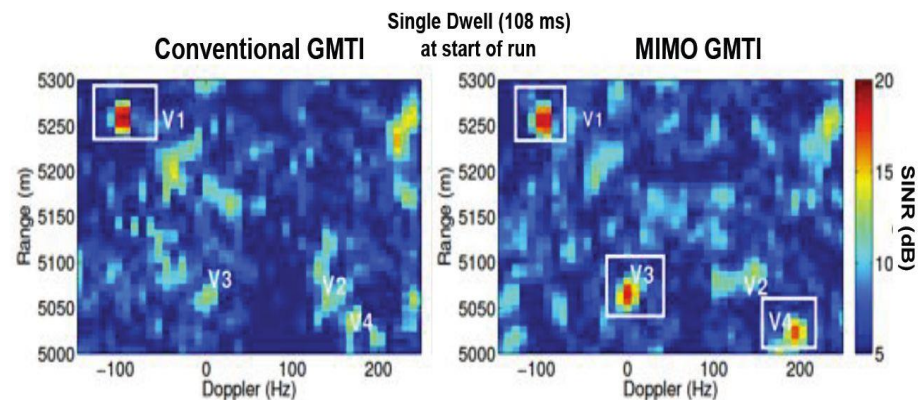 Single Dwell (108 ms)
at start of run
Conventional GMTI
MIMO GMTI
5300
5250
5200
5150
5100
5050
5000
Range (m)
−100
0
100
200
Doppler (Hz)
V1
V3
V2
V4
5300
5250
5200
5150
5100
5050
5000
Range (m)
−100
0
100
200
Doppler (Hz)
V1
V3
V2
V4
20
15
10
5
SINR (dB)